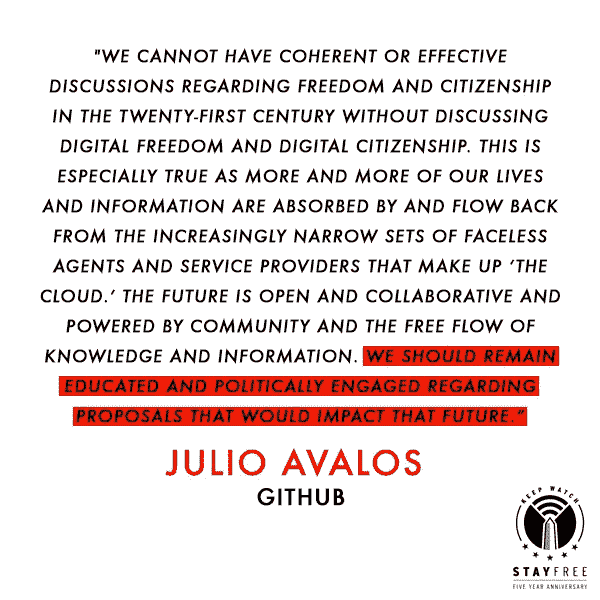 "WE CANNOT HAVE COHERENT OR EFFECTIVE
DISCUSSIONS REGARDING FREEDOM AND CITIZENSHIP
IN THE TWENTY-FIRST CENTURY WITHOUT DISCUSSING
DIGITAL FREEDOM AND DIGITAL CITIZENSHIP. THIS IS
ESPECIALLY TRUE AS MORE AND MORE OF OUR LIVES
AND INFORMATION ARE ABSORBED BY AND FLOW BACK
FROM THE INCREASINGLY NARROW SETS OF FACELESS
AGENTS AND SERVICE PROVIDERS THAT MAKE UP ‘THE
CLOUD.’ THE FUTURE IS OPEN AND COLLABORATIVE AND
POWERED BY COMMUNITY AND THE FREE FLOW OF
KNOWLEDGE AND INFORMATION. WE SHOULD REMAIN
EDUCATED AND POLITICALLY ENGAGED REGARDING
PROPOSALS THAT WOULD IMPACT THAT FUTURE."
JULIO AVALOS
GITHUB
KEEP WATCH
STAYFREE
FIVE YEAR ANNIVERSARY